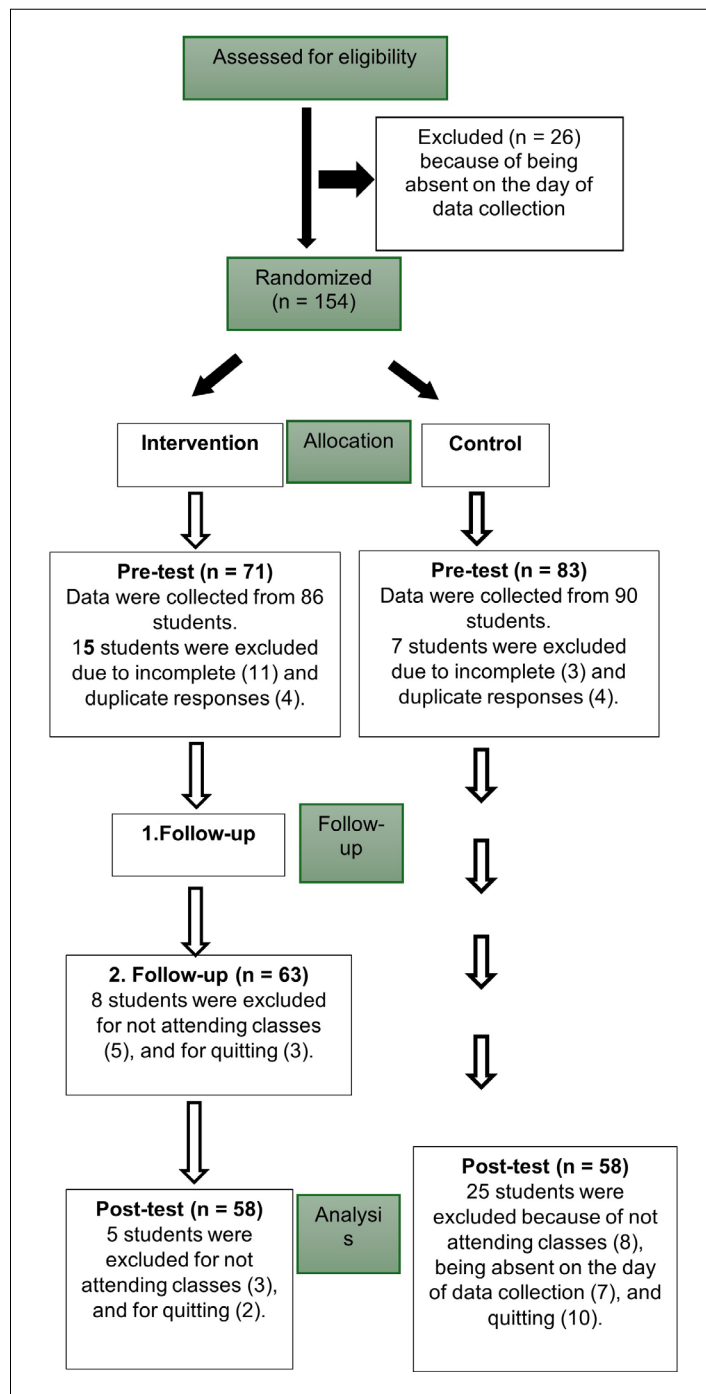 Assessed for eligibility
Excluded (n = 26)
because of being
absent on the day of
data collection
Randomized
(n = 154)
Intervention
Allocation
Control
Pre-test (n = 71)
Data were collected from 86
students.
15 students were excluded
due to incomplete (11) and
duplicate responses (4).
Pre-test (n = 83)
Data were collected from 90
students.
7 students were excluded
due to incomplete (3) and
duplicate responses (4).
1.Follow-up
Follow-
up
2. Follow-up (n = 63)
8 students were excluded
for not attending classes
(5), and for quitting (3).
Post-test (n = 58)
5 students were
excluded for not
attending classes (3),
and for quitting (2).
Analysi
s
Post-test (n = 58)
25 students were
excluded because of not
attending classes (8),
being absent on the day
of data collection (7), and
quitting (10).